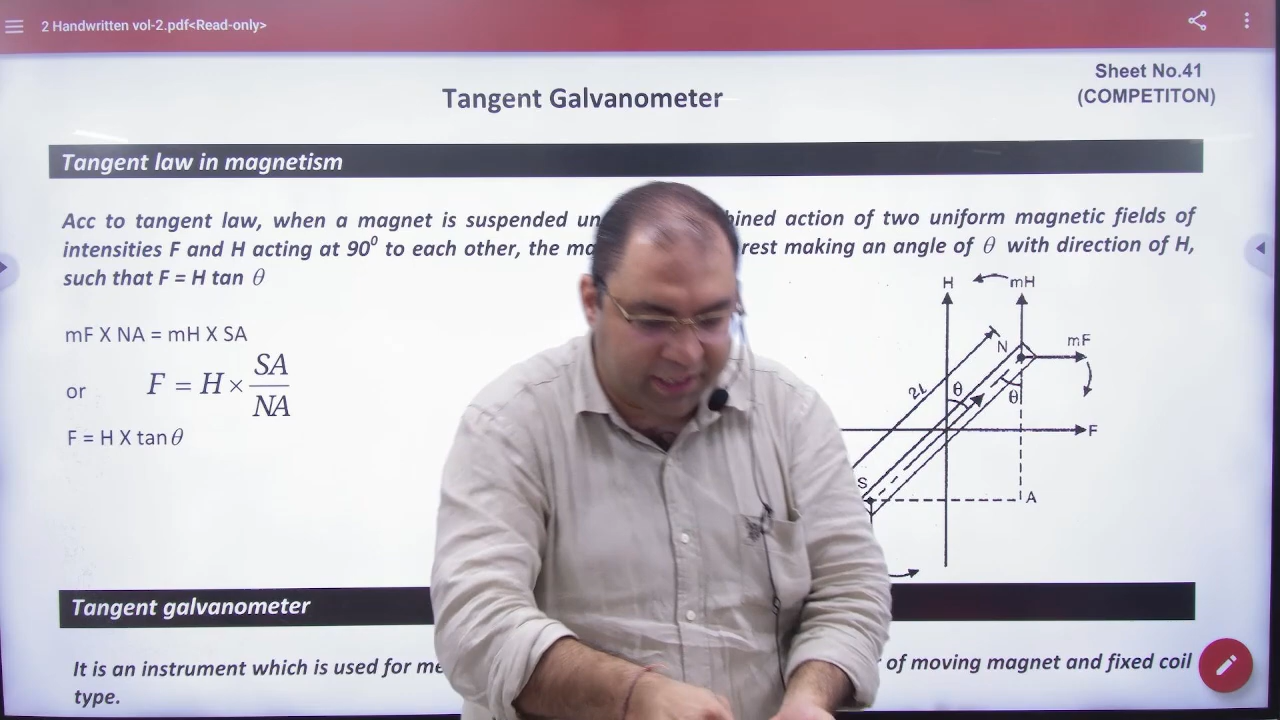 2 Handwritten vol-2.pdf<Read-only>
Sheet No.41
(COMPETITON)
Tangent Galvanometer
Tangent law in magnetism
Acc to tangent law, when a magnet is suspended un bined action of two uniform magnetic fields of
intensities F and H acting at 90⁰ to each other, the ma rest making an angle of θ with direction of H,
such that F = H tan θ
mF X NA = mH X SA
or F = H × SA/NA
F = H X tan θ
H mH
N mF
2l θ θ
F
S
A
Tangent galvanometer
It is an instrument which is used for me of moving magnet and fixed coil
type.